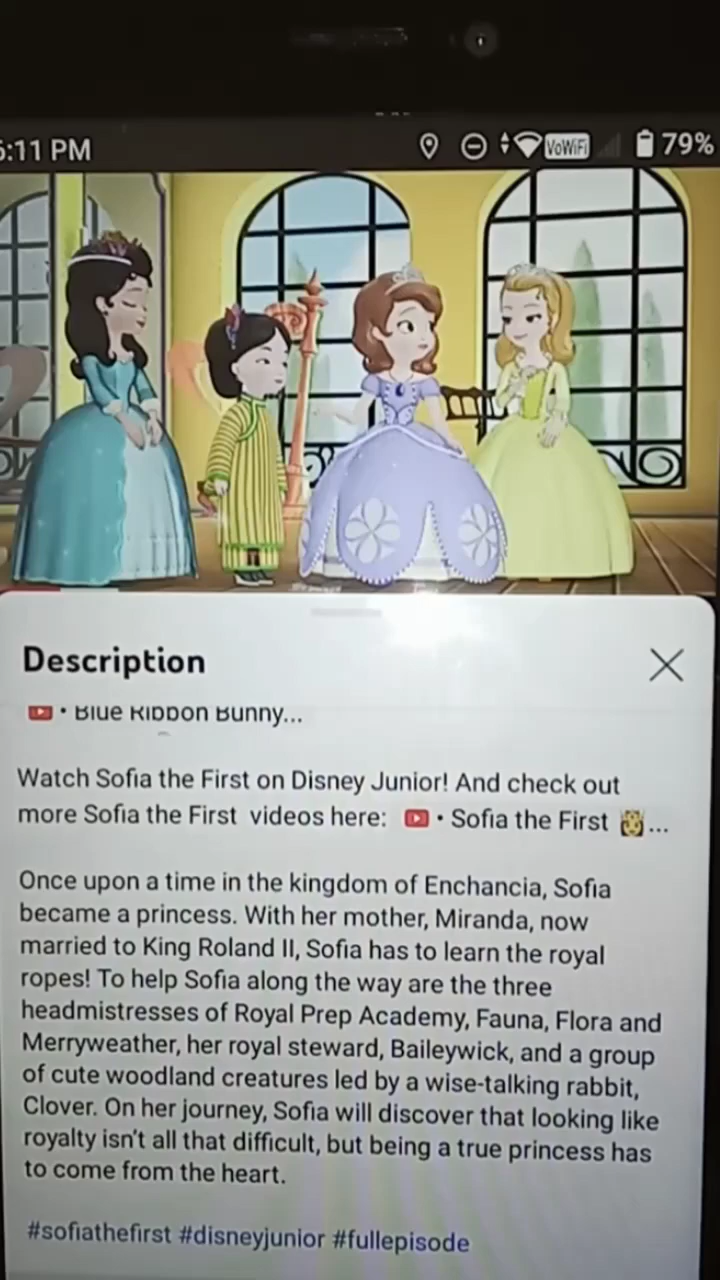 :11 PM
VoWiFi
79%
Description
• Blue Ribbon Bunny...
Watch Sofia the First on Disney Junior! And check out
more Sofia the First videos here: • Sofia the First 👸...
Once upon a time in the kingdom of Enchancia, Sofia
became a princess. With her mother, Miranda, now
married to King Roland II, Sofia has to learn the royal
ropes! To help Sofia along the way are the three
headmistresses of Royal Prep Academy, Fauna, Flora and
Merryweather, her royal steward, Baileywick, and a group
of cute woodland creatures led by a wise-talking rabbit,
Clover. On her journey, Sofia will discover that looking like
royalty isn't all that difficult, but being a true princess has
to come from the heart.
#sofiathefirst #disneyjunior #fullepisode